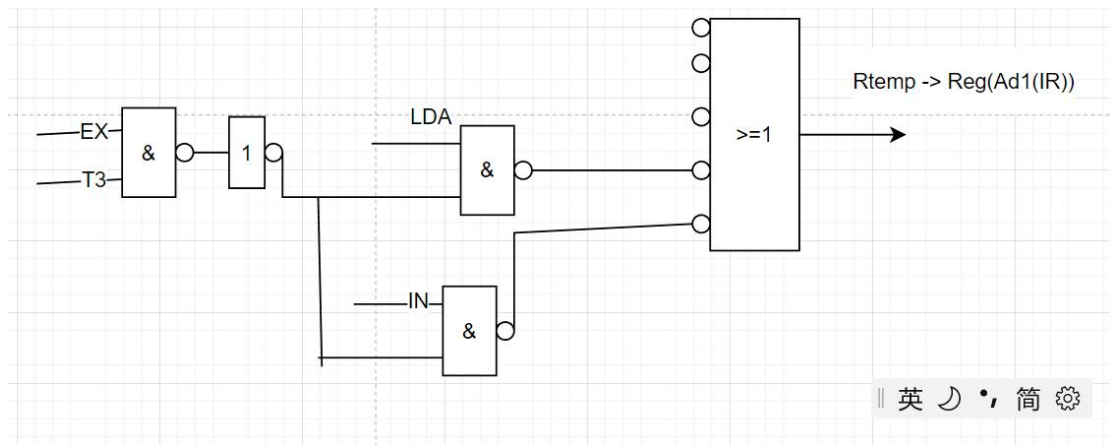 Rtemp -> Reg(Ad1(IR))
LDA
EX
&
1
>=1
T3
&
IN
&
英 简